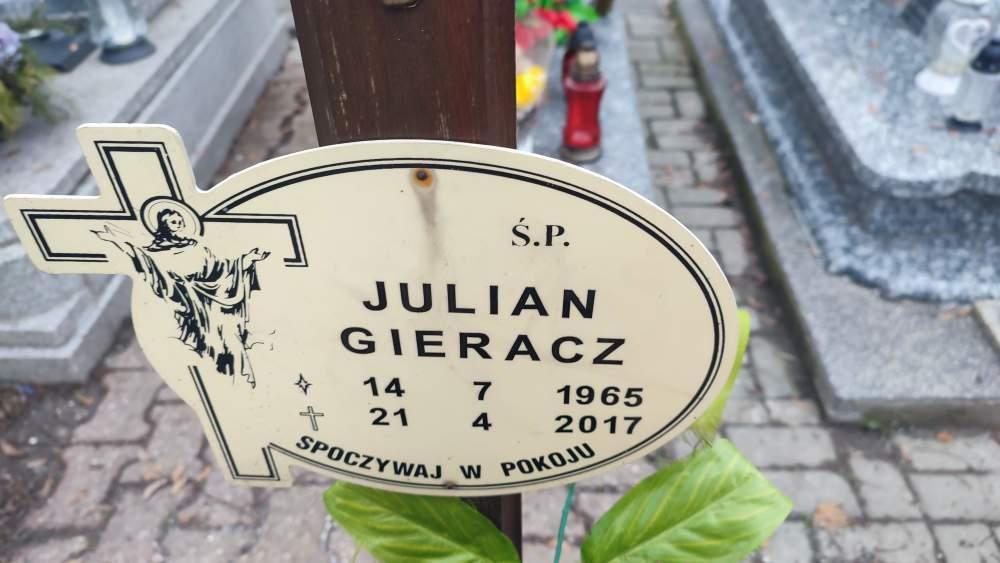 Ś.P.
JULIAN
GIERACZ
14 7 1965
21 4 2017
SPOCZYWAJ W POKOJU